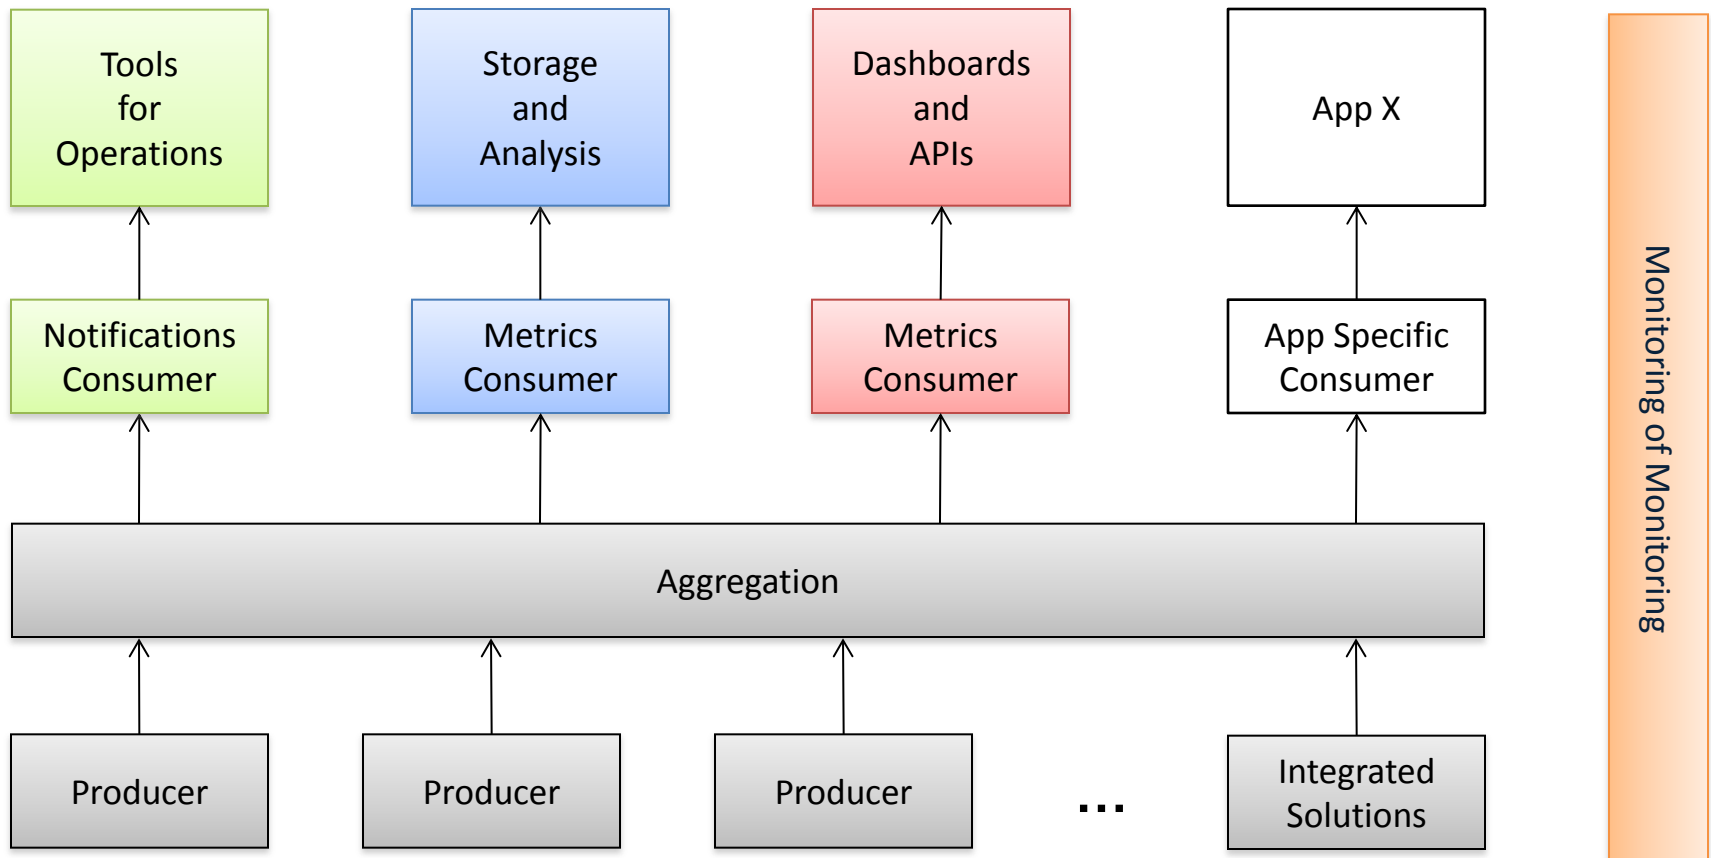 Tools
for
Operations
Storage
and
Analysis
Dashboards
and
APIs
App X
Notifications
Consumer
Metrics
Consumer
Metrics
Consumer
App Specific
Consumer
Aggregation
Producer
Producer
Producer
...
Integrated
Solutions
Monitoring of Monitoring